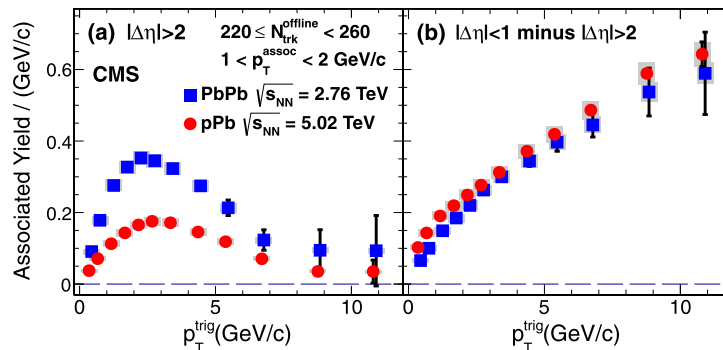 (a) |Δη|>2
220 ≤ N_trk^offline < 260
1 < p_T^assoc < 2 GeV/c
CMS
PbPb √s_NN = 2.76 TeV
pPb √s_NN = 5.02 TeV
(b) |Δη|<1 minus |Δη|>2
Associated Yield / (GeV/c)
0.6
0.4
0.2
0
0 5 10
0 5 10
p_T^trig(GeV/c)
p_T^trig(GeV/c)